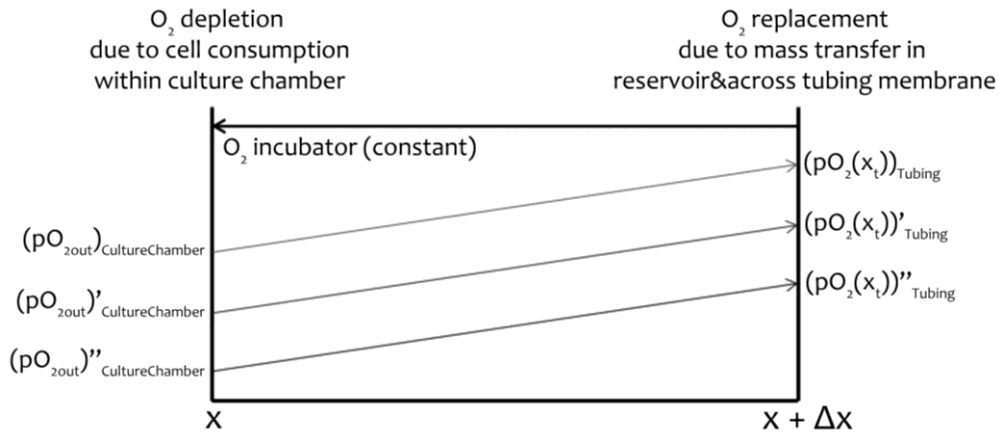 O₂ depletion
due to cell consumption
within culture chamber
O₂ replacement
due to mass transfer in
reservoir&across tubing membrane
O₂ incubator (constant)
(pO₂(xₜ))Tubing
(pO₂(xₜ))’Tubing
(pO₂(xₜ))”Tubing
(pO₂out)CultureChamber
(pO₂out)’CultureChamber
(pO₂out)”CultureChamber
x
x + Δx